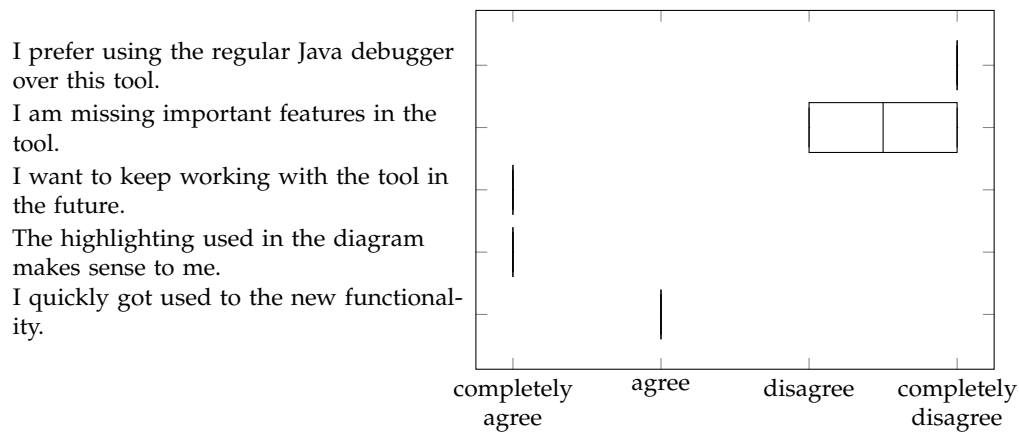 I prefer using the regular Java debugger
over this tool.
I am missing important features in the
tool.
I want to keep working with the tool in
the future.
The highlighting used in the diagram
makes sense to me.
I quickly got used to the new functional-
ity.
completely
agree
agree
disagree
completely
disagree